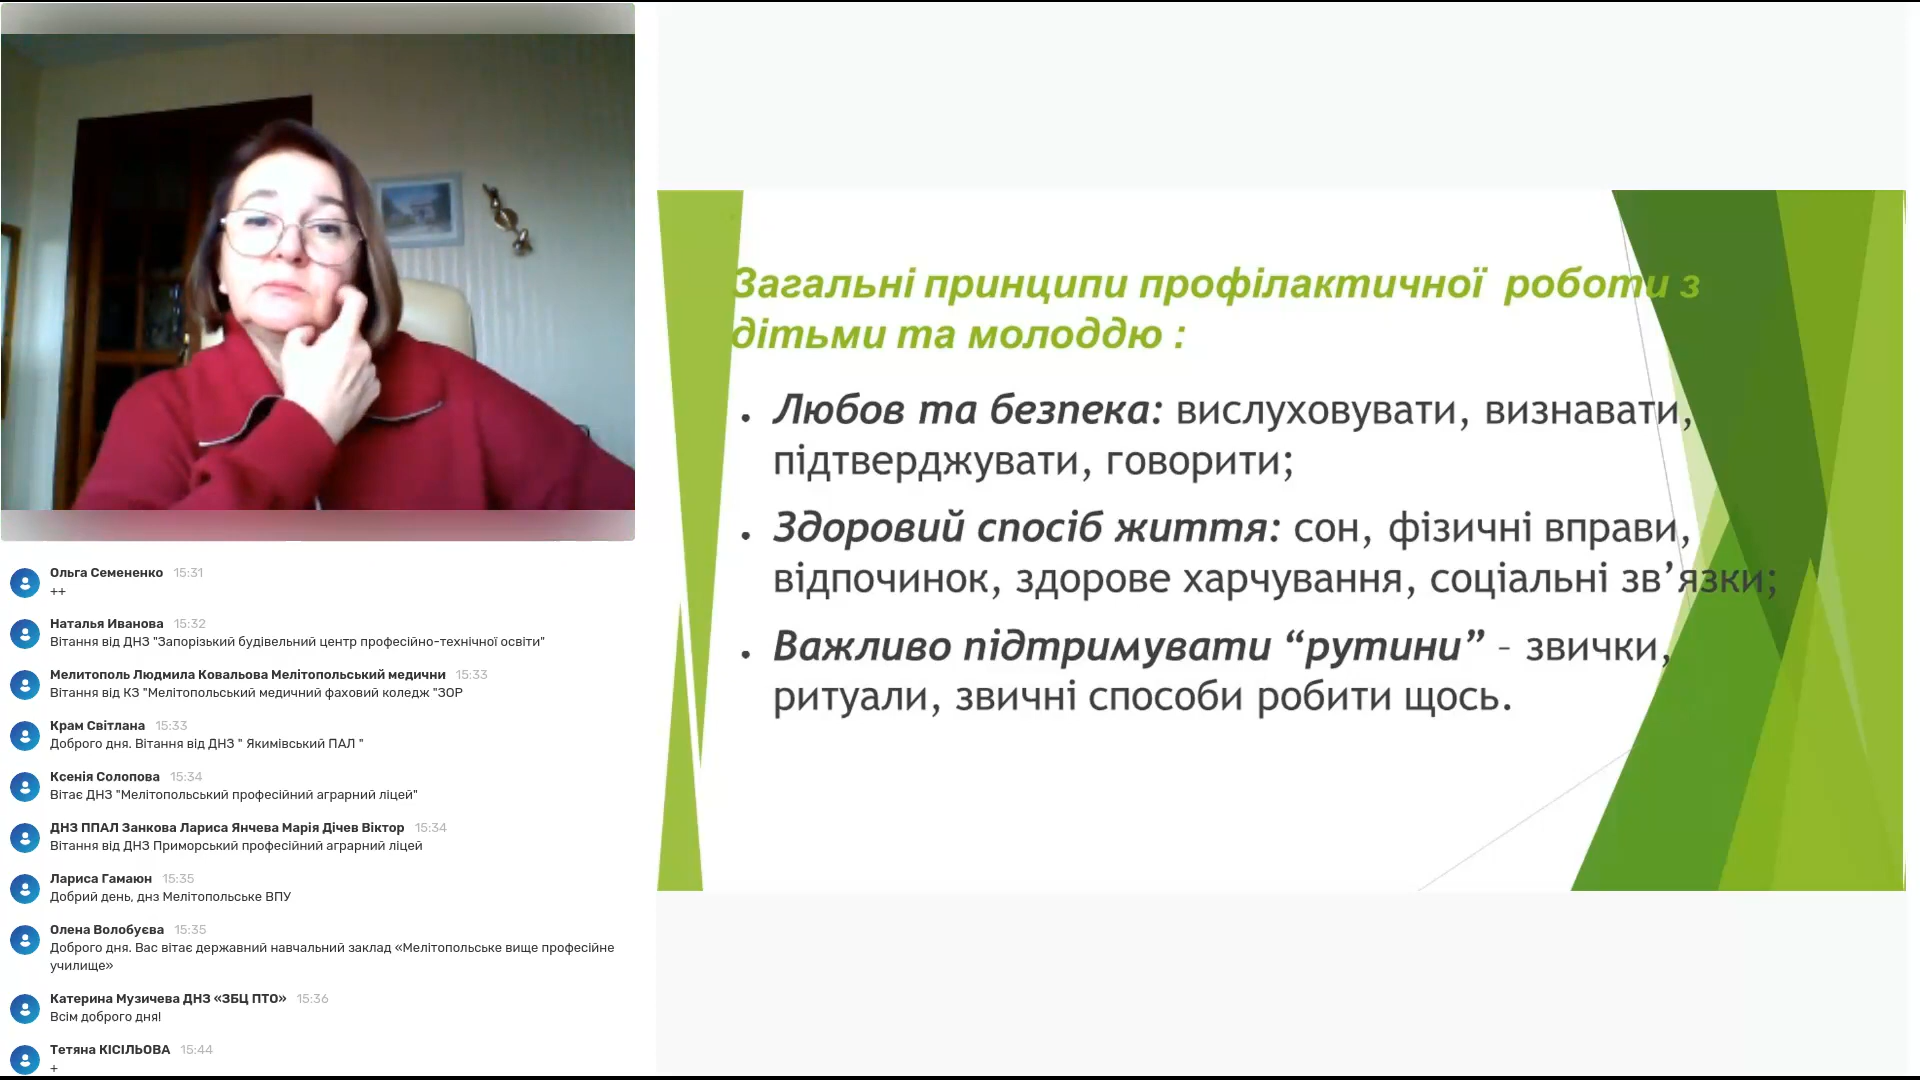 Ольга Семененко 15:31
++
Наталья Иванова 15:32
Вітання від ДНЗ "Запорізький будівельний центр професійно-технічної освіти"
Мелитополь Людмила Ковальова Мелітопольський медични 15:33
Вітання від КЗ "Мелітопольський медичний фаховий коледж "ЗОР
Крам Світлана 15:33
Доброго дня. Вітання від ДНЗ " Якимівський ПАЛ "
Ксенія Солопова 15:34
Вітає ДНЗ "Мелітопольський професійний аграрний ліцей"
ДНЗ ППАЛ Занкова Лариса Янчева Марія Дічев Віктор 15:34
Вітання від ДНЗ Приморський професійний аграрний ліцей
Лариса Гамаюн 15:35
Добрий день, днз Мелітопольське ВПУ
Олена Волобуєва 15:35
Доброго дня. Вас вітає державний навчальний заклад «Мелітопольське вище професійне
училище»
Катерина Музичева ДНЗ «ЗБЦ ПТО» 15:36
Всім доброго дня!
Тетяна КІСІЛЬОВА 15:44
+
Загальні принципи профілактичної роботи з
дітьми та молоддю :
• Любов та безпека: вислуховувати, визнавати,
підтверджувати, говорити;
• Здоровий спосіб життя: сон, фізичні вправи,
відпочинок, здорове харчування, соціальні зв’язки;
• Важливо підтримувати “рутини” – звички,
ритуали, звичні способи робити щось.